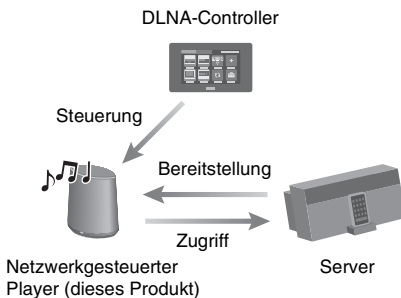 DLNA-Controller
Steuerung
Bereitstellung
Zugriff
Netzwerkgesteuerter
Player (dieses Produkt)
Server